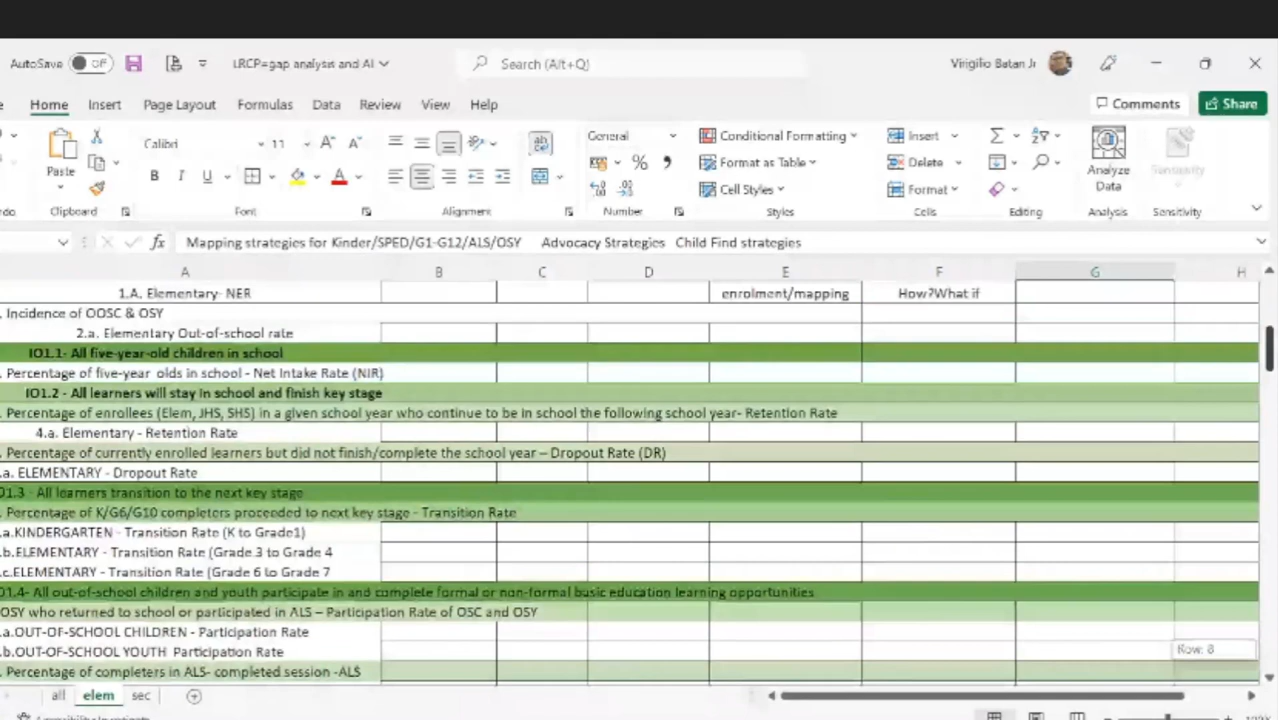 AutoSave Off LRCP=gap analysis and AI Search (Alt+Q) Virgilio Batan Jr
Home Insert Page Layout Formulas Data Review View Help Comments Share
Calibri 11 General Conditional Formatting Insert
Paste B I U % Format as Table Delete Analyze Data Sensitivity
Cell Styles Format
Clipboard Font Alignment Number Styles Cells Editing Analysis Sensitivity
fx Mapping strategies for Kinder/SPED/G1-G12/ALS/OSY Advocacy Strategies Child Find strategies
A B C D E F G H
1.A. Elementary- NER enrolment/mapping How?What if
. Incidence of OOSC & OSY
2.a. Elementary Out-of-school rate
IO1.1- All five-year-old children in school
. Percentage of five-year olds in school - Net Intake Rate (NIR)
IO1.2 - All learners will stay in school and finish key stage
. Percentage of enrollees (Elem, JHS, SHS) in a given school year who continue to be in school the following school year- Retention Rate
4.a. Elementary - Retention Rate
. Percentage of currently enrolled learners but did not finish/complete the school year – Dropout Rate (DR)
.a. ELEMENTARY - Dropout Rate
O1.3 - All learners transition to the next key stage
. Percentage of K/G6/G10 completers proceeded to next key stage - Transition Rate
.a.KINDERGARTEN - Transition Rate (K to Grade1)
.b.ELEMENTARY - Transition Rate (Grade 3 to Grade 4
.c.ELEMENTARY - Transition Rate (Grade 6 to Grade 7
O1.4- All out-of-school children and youth participate in and complete formal or non-formal basic education learning opportunities
OSY who returned to school or participated in ALS – Participation Rate of OSC and OSY
.a.OUT-OF-SCHOOL CHILDREN - Participation Rate
.b.OUT-OF-SCHOOL YOUTH Participation Rate
Row: 8
. Percentage of completers in ALS- completed session -ALS
all elem sec